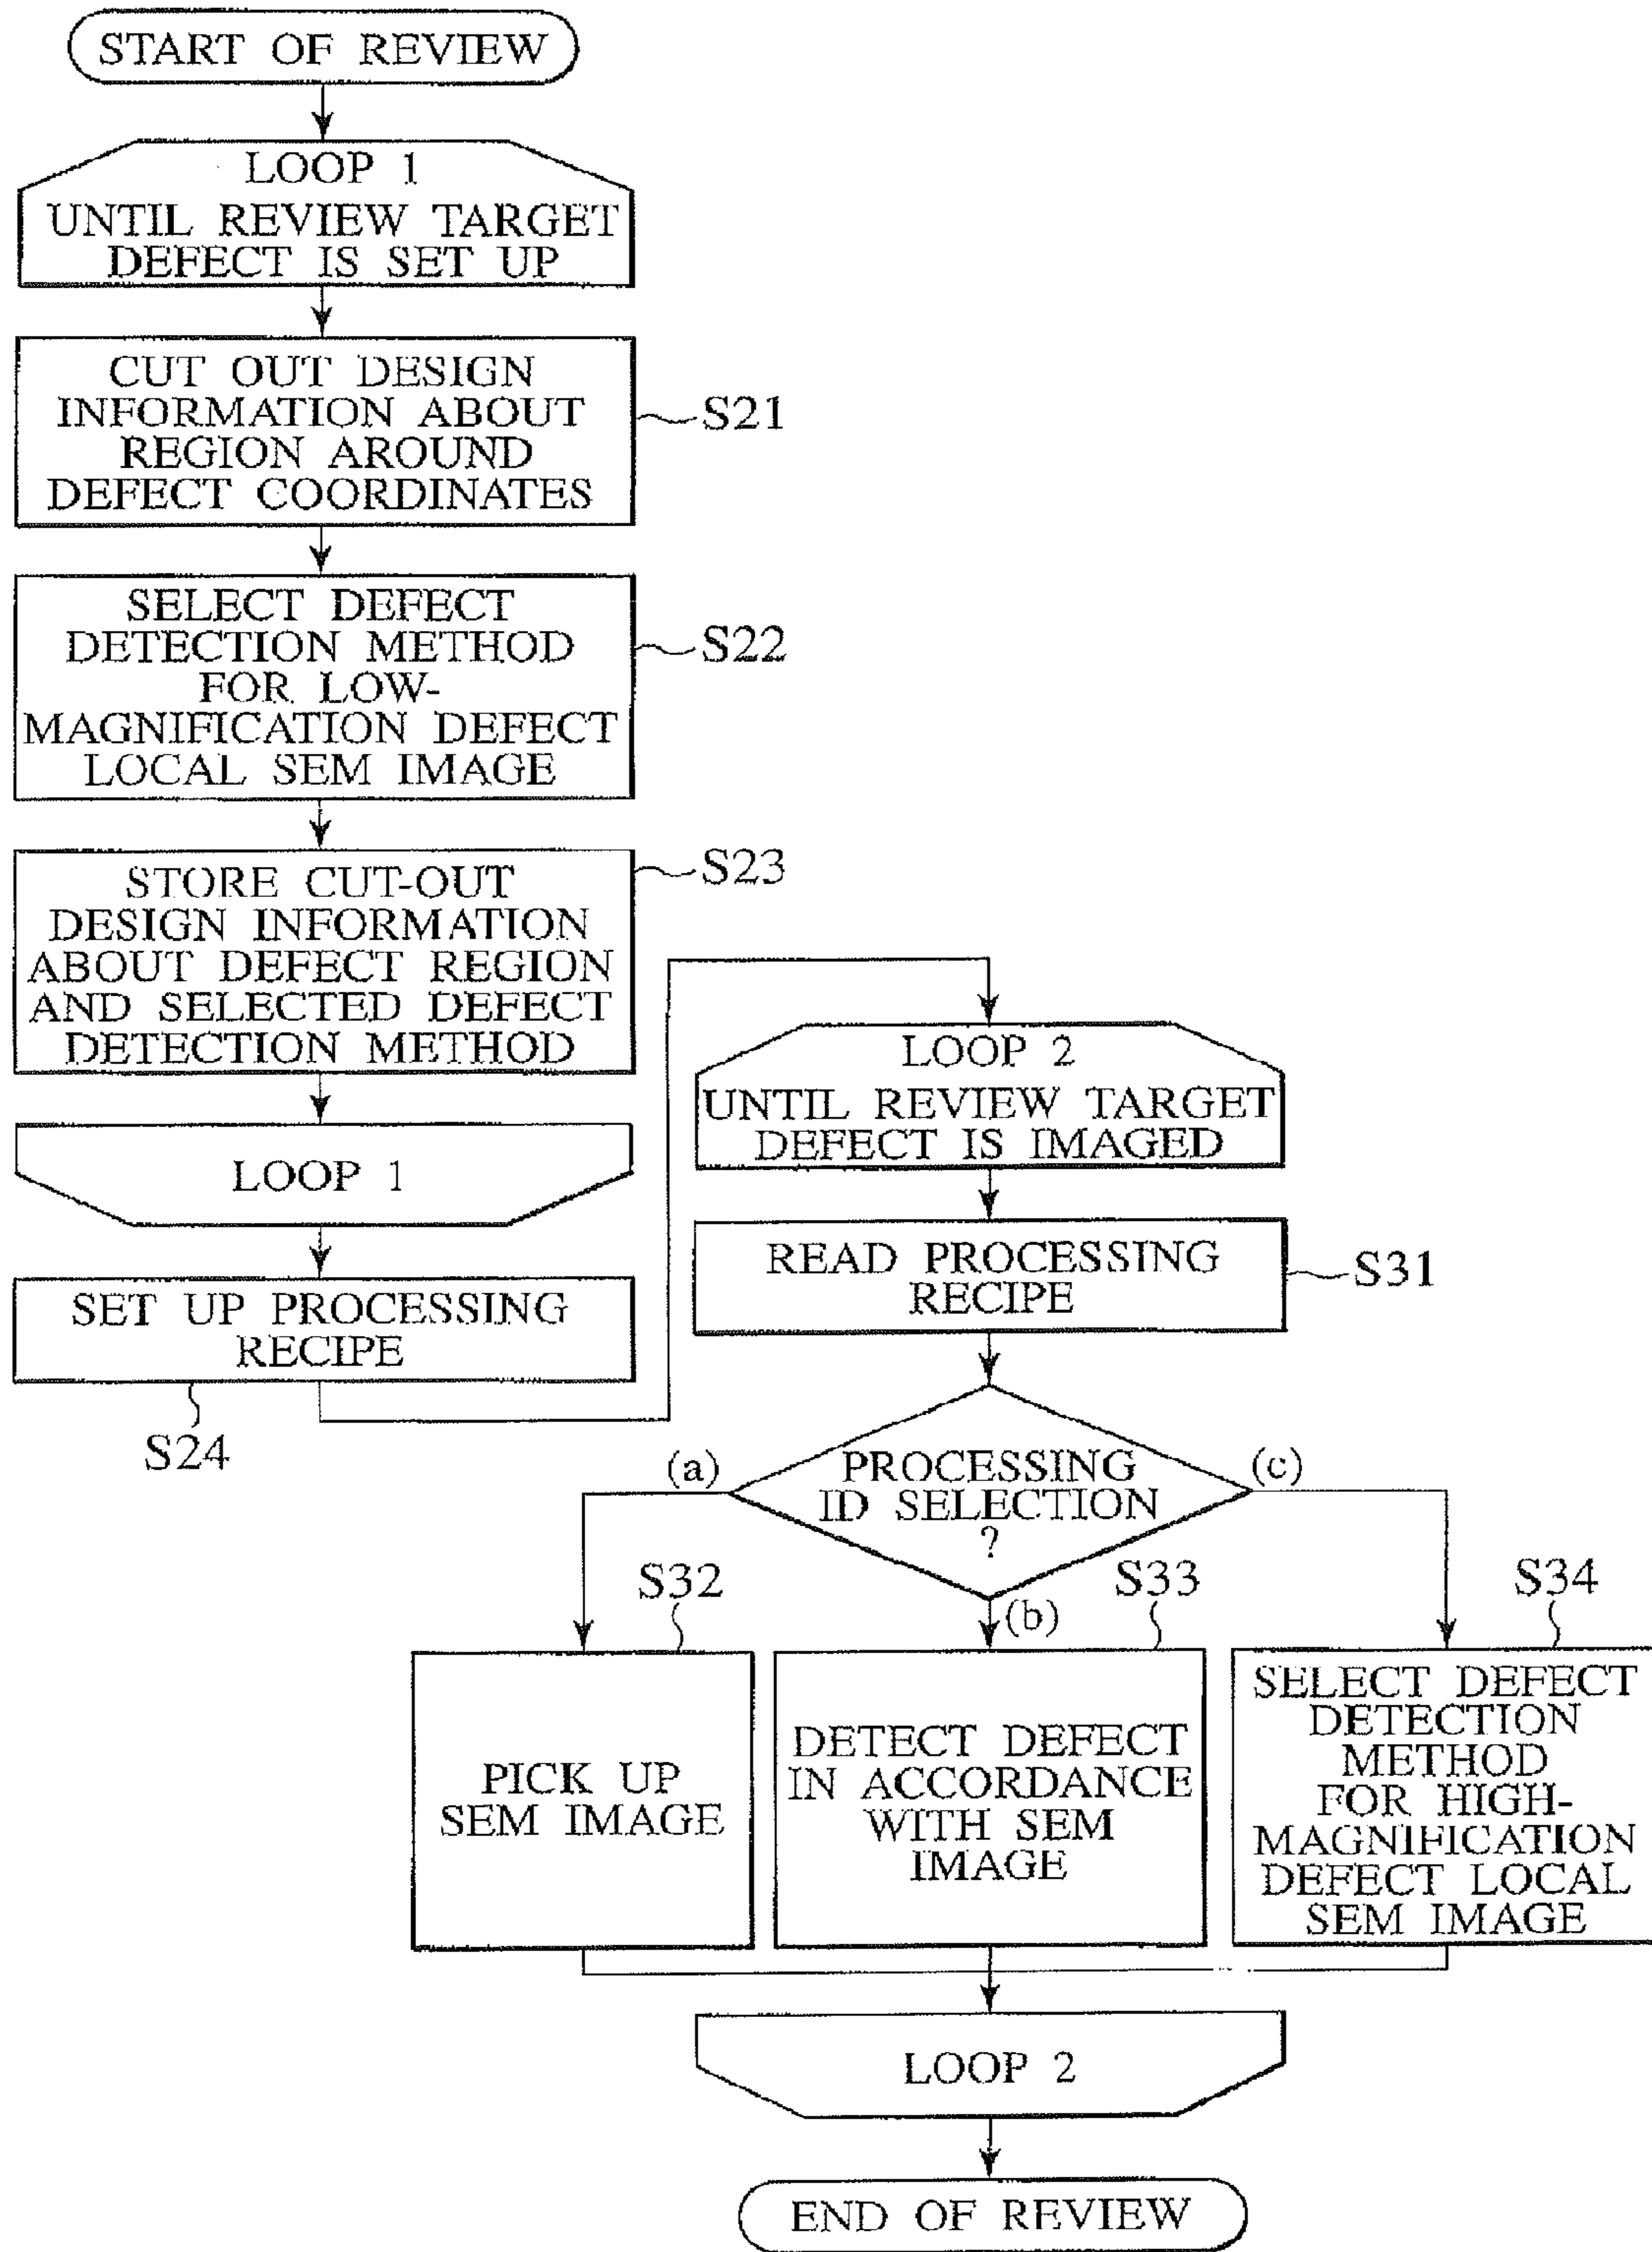 START OF REVIEW
LOOP 1
UNTIL REVIEW TARGET
DEFECT IS SET UP
CUT OUT DESIGN
INFORMATION ABOUT
REGION AROUND
DEFECT COORDINATES
S21
SELECT DEFECT
DETECTION METHOD
FOR LOW-
MAGNIFICATION DEFECT
LOCAL SEM IMAGE
S22
STORE CUT-OUT
DESIGN INFORMATION
ABOUT DEFECT REGION
AND SELECTED DEFECT
DETECTION METHOD
S23
LOOP 1
SET UP PROCESSING
RECIPE
S24
LOOP 2
UNTIL REVIEW TARGET
DEFECT IS IMAGED
READ PROCESSING
RECIPE
S31
PROCESSING
ID SELECTION
?
(a)
(b)
(c)
S32
PICK UP
SEM IMAGE
S33
DETECT DEFECT
IN ACCORDANCE
WITH SEM
IMAGE
S34
SELECT DEFECT
DETECTION
METHOD
FOR HIGH-
MAGNIFICATION
DEFECT LOCAL
SEM IMAGE
LOOP 2
END OF REVIEW